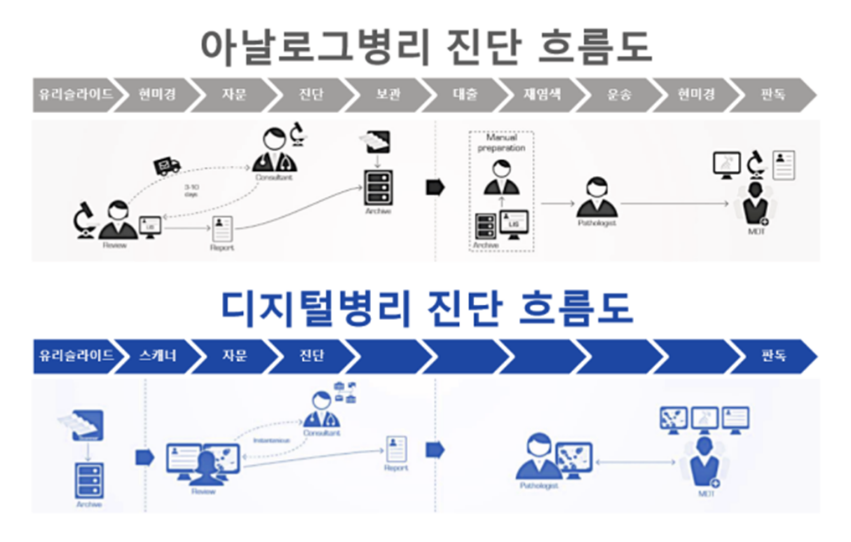 아날로그병리 진단 흐름도
유리슬라이드 현미경 자문 진단 보관 대출 재염색 운송 현미경 판독
Manual
preparation
Consultant
3-10
days
Archive
LIS
LIS
Review
Report
Archive
Pathologist
MDT
디지털병리 진단 흐름도
유리슬라이드 스캐너 자문 진단 판독
Instantaneous
Consultant
Archive
Review
Report
Pathologist
MDT